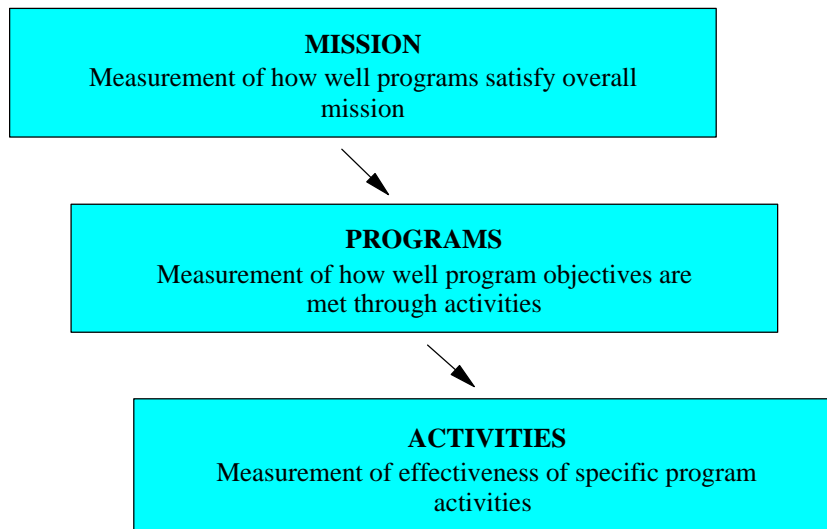 MISSION
Measurement of how well programs satisfy overall
mission
PROGRAMS
Measurement of how well program objectives are
met through activities
ACTIVITIES
Measurement of effectiveness of specific program
activities